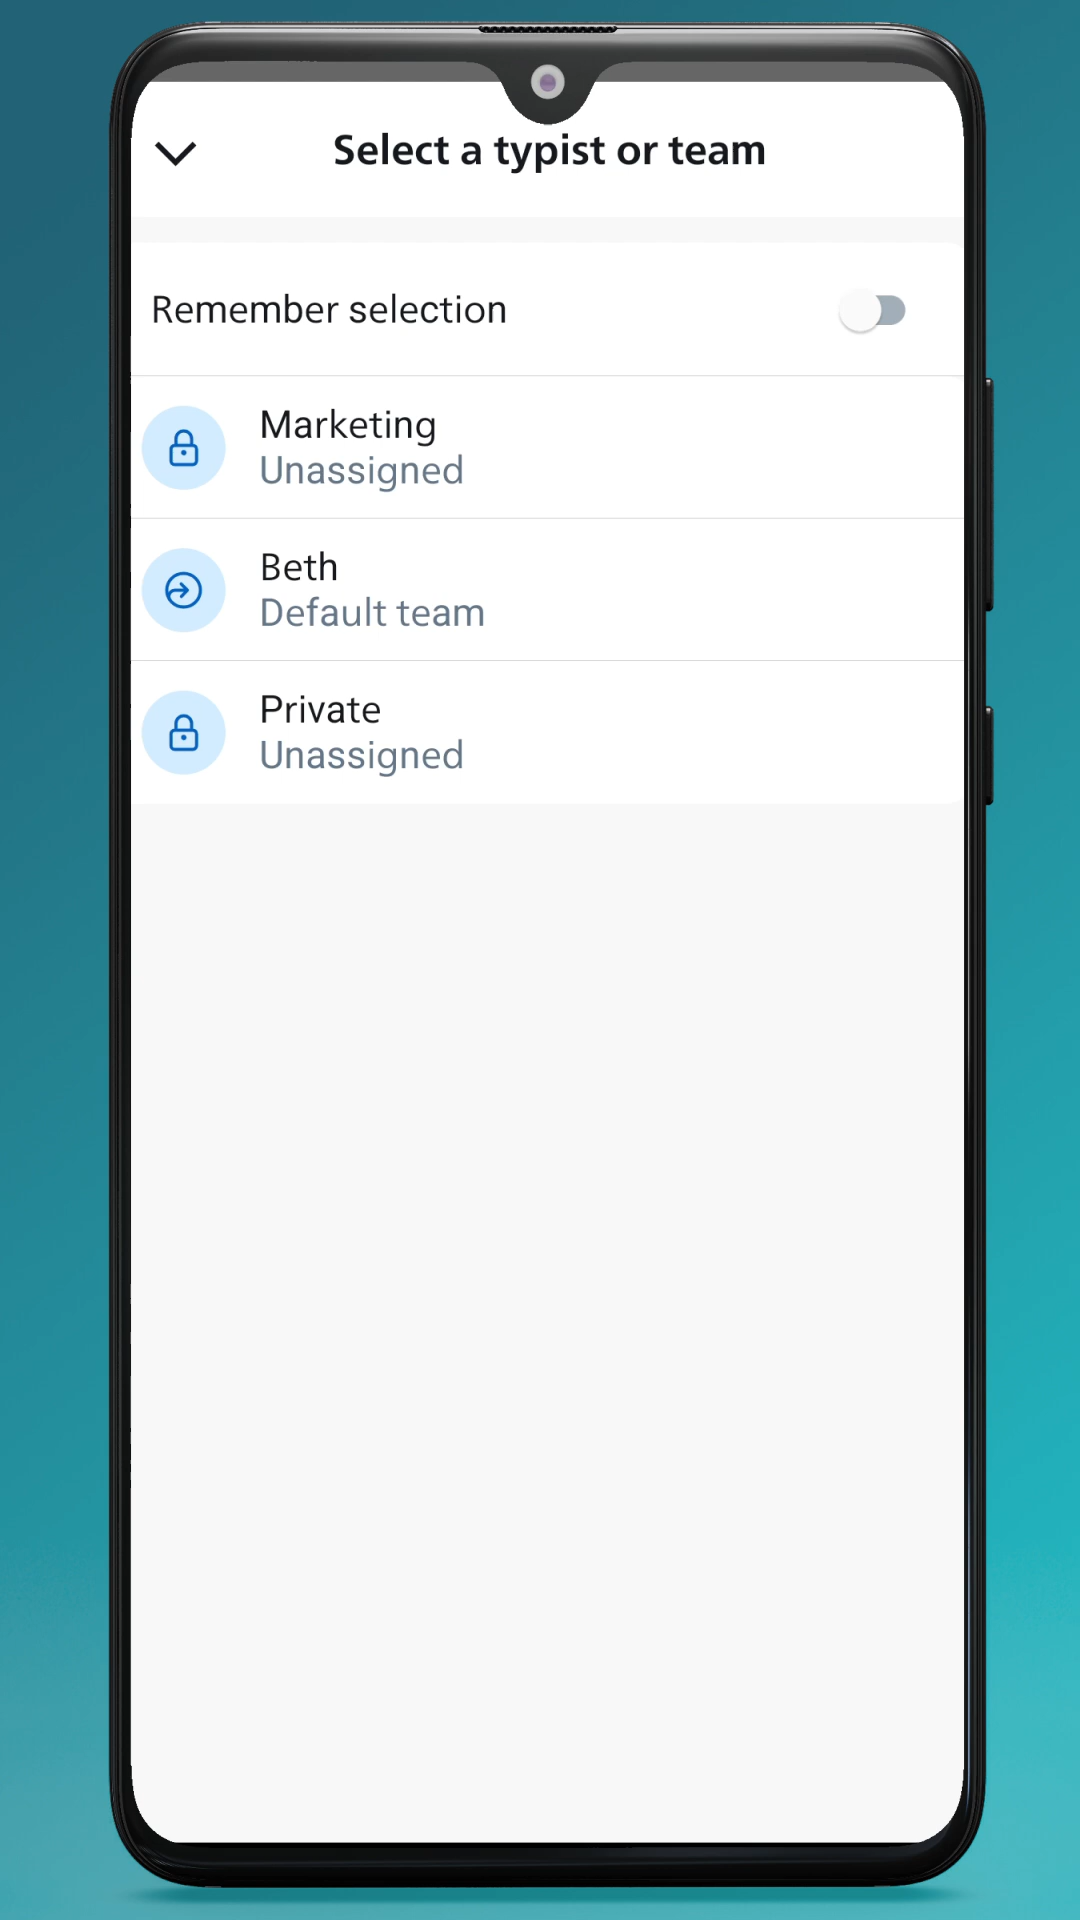 Select a typist or team
Remember selection
Marketing
Unassigned
Beth
Default team
Private
Unassigned